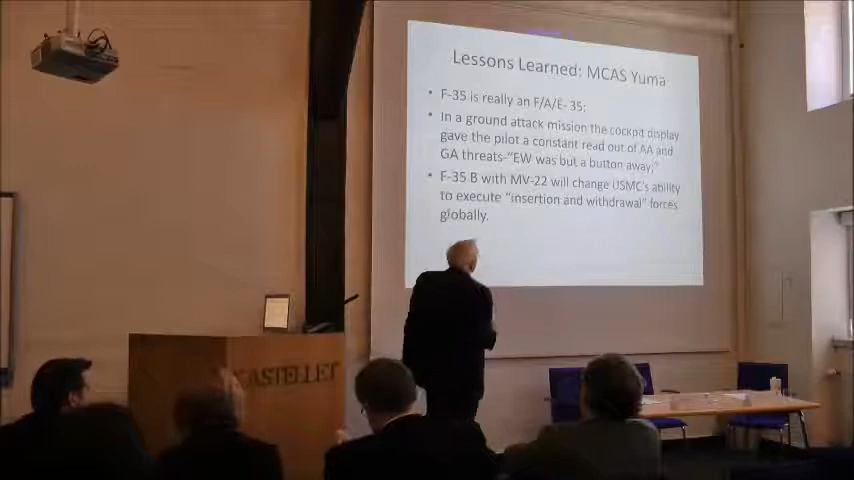 Lessons Learned: MCAS Yuma
• F-35 is really an F/A/E- 35;
• In a ground attack mission the cockpit display
gave the pilot a constant read out of AA and
GA threats-"EW was but a button away;"
• F-35 B with MV-22 will change USMC's ability
to execute "insertion and withdrawal" forces
globally.
KASTELLET